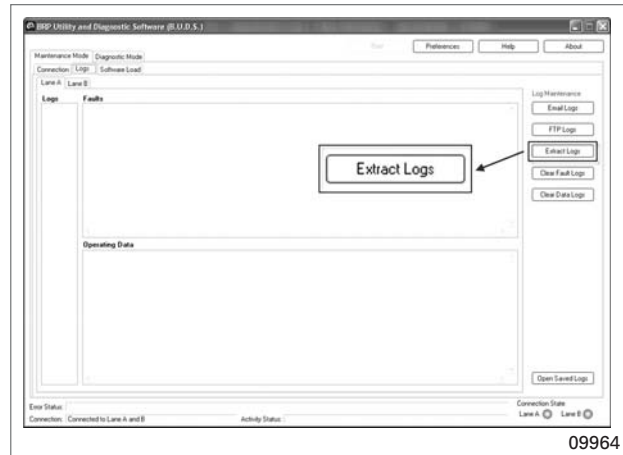 BRP Utility and Diagnostic Software (B.U.D.S.)
Preferences Help About
Maintenance Mode Diagnostic Mode
Connection Logs Software Load
Lane A Lane B
Logs Faults
Log Maintenance
Email Logs
FTP Logs
Extract Logs
Extract Logs
Clear Fault Logs
Clear Data Logs
Operating Data
Open Saved Logs
Error Status:
Connection State
Connection: Connected to Lane A and B Activity Status:
Lane A Lane B
09964